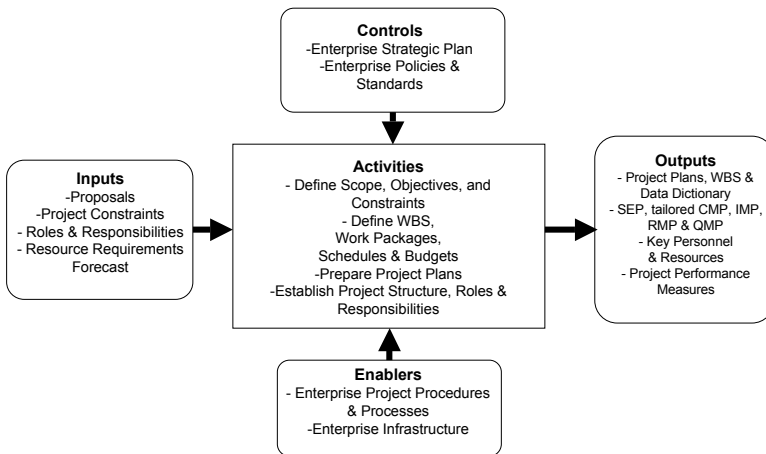 Controls
-Enterprise Strategic Plan
-Enterprise Policies &
Standards
Inputs
-Proposals
-Project Constraints
- Roles & Responsibilities
- Resource Requirements
Forecast
Activities
- Define Scope, Objectives, and
Constraints
- Define WBS,
Work Packages,
Schedules & Budgets
-Prepare Project Plans
-Establish Project Structure, Roles &
Responsibilities
Outputs
- Project Plans, WBS &
Data Dictionary
- SEP, tailored CMP, IMP,
RMP & QMP
- Key Personnel
& Resources
- Project Performance
Measures
Enablers
- Enterprise Project Procedures
& Processes
-Enterprise Infrastructure